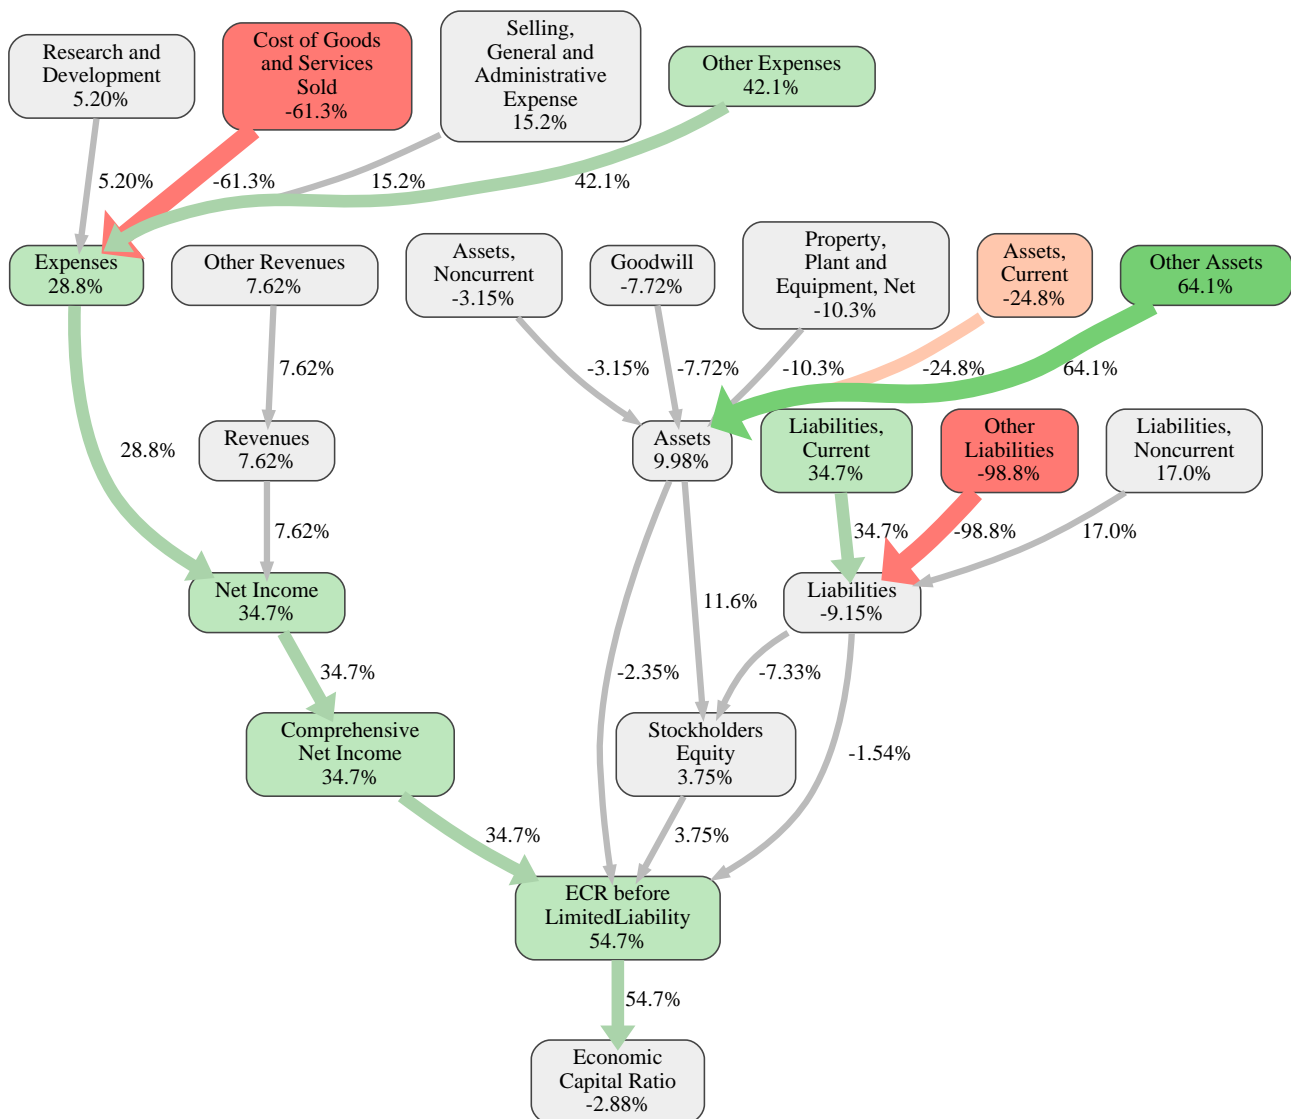 Research and
Development
5.20%
Cost of Goods
and Services
Sold
-61.3%
Selling,
General and
Administrative
Expense
15.2%
Other Expenses
42.1%
5.20%
-61.3%
15.2%
42.1%
Expenses
28.8%
Other Revenues
7.62%
Assets,
Noncurrent
-3.15%
Goodwill
-7.72%
Property,
Plant and
Equipment, Net
-10.3%
Assets,
Current
-24.8%
Other Assets
64.1%
7.62%
-3.15%
-7.72%
-10.3%
-24.8%
64.1%
28.8%
Revenues
7.62%
Assets
9.98%
Liabilities,
Current
34.7%
Other
Liabilities
-98.8%
Liabilities,
Noncurrent
17.0%
7.62%
34.7%
-98.8%
17.0%
Net Income
34.7%
11.6%
Liabilities
-9.15%
34.7%
-2.35%
-7.33%
Comprehensive
Net Income
34.7%
Stockholders
Equity
3.75%
-1.54%
34.7%
3.75%
ECR before
LimitedLiability
54.7%
54.7%
Economic
Capital Ratio
-2.88%